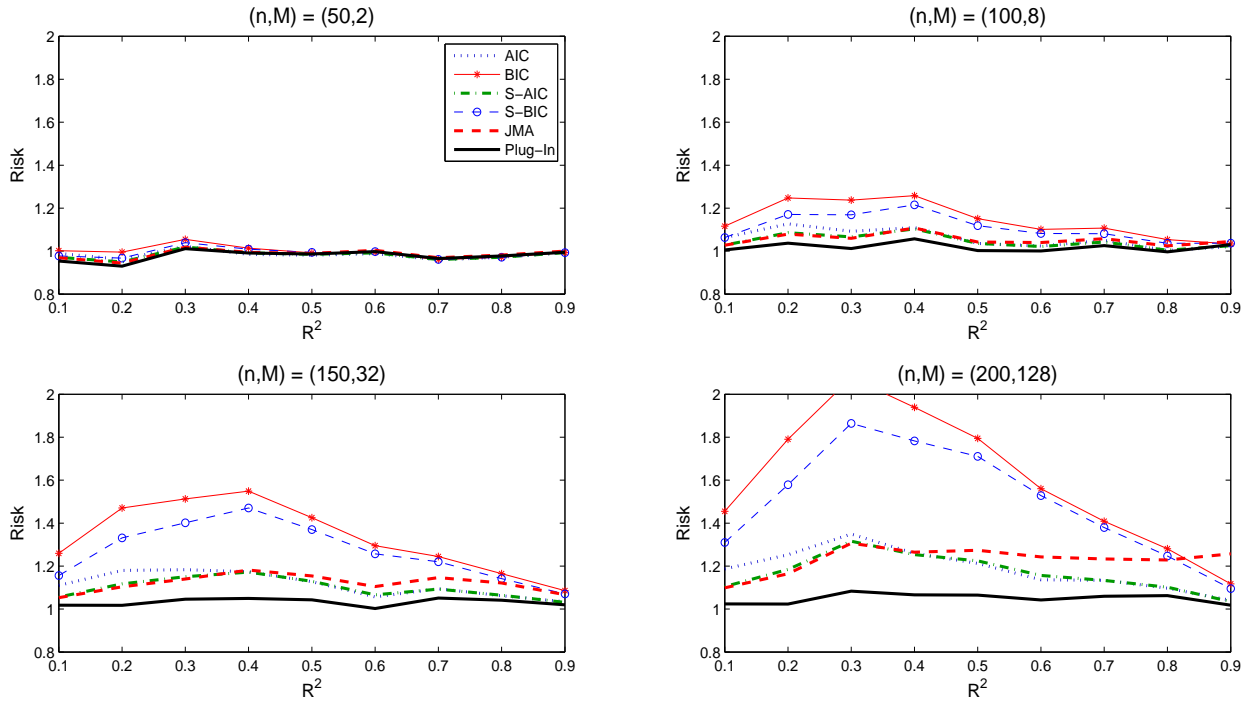 (n,M) = (50,2)
2
1.8
1.6
1.4
1.2
1
0.8
Risk
0.1 0.2 0.3 0.4 0.5 0.6 0.7 0.8 0.9
R²
AIC
BIC
S−AIC
S−BIC
JMA
Plug−In
(n,M) = (100,8)
2
1.8
1.6
1.4
1.2
1
0.8
Risk
0.1 0.2 0.3 0.4 0.5 0.6 0.7 0.8 0.9
R²
(n,M) = (150,32)
2
1.8
1.6
1.4
1.2
1
0.8
Risk
0.1 0.2 0.3 0.4 0.5 0.6 0.7 0.8 0.9
R²
(n,M) = (200,128)
2
1.8
1.6
1.4
1.2
1
0.8
Risk
0.1 0.2 0.3 0.4 0.5 0.6 0.7 0.8 0.9
R²